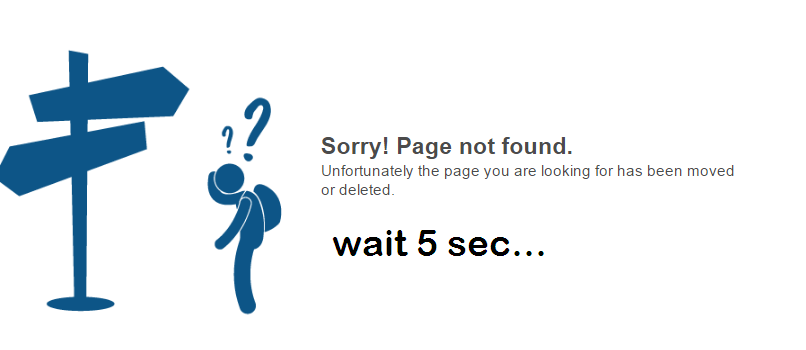 ? ?
Sorry! Page not found.
Unfortunately the page you are looking for has been moved
or deleted.
wait 5 sec...